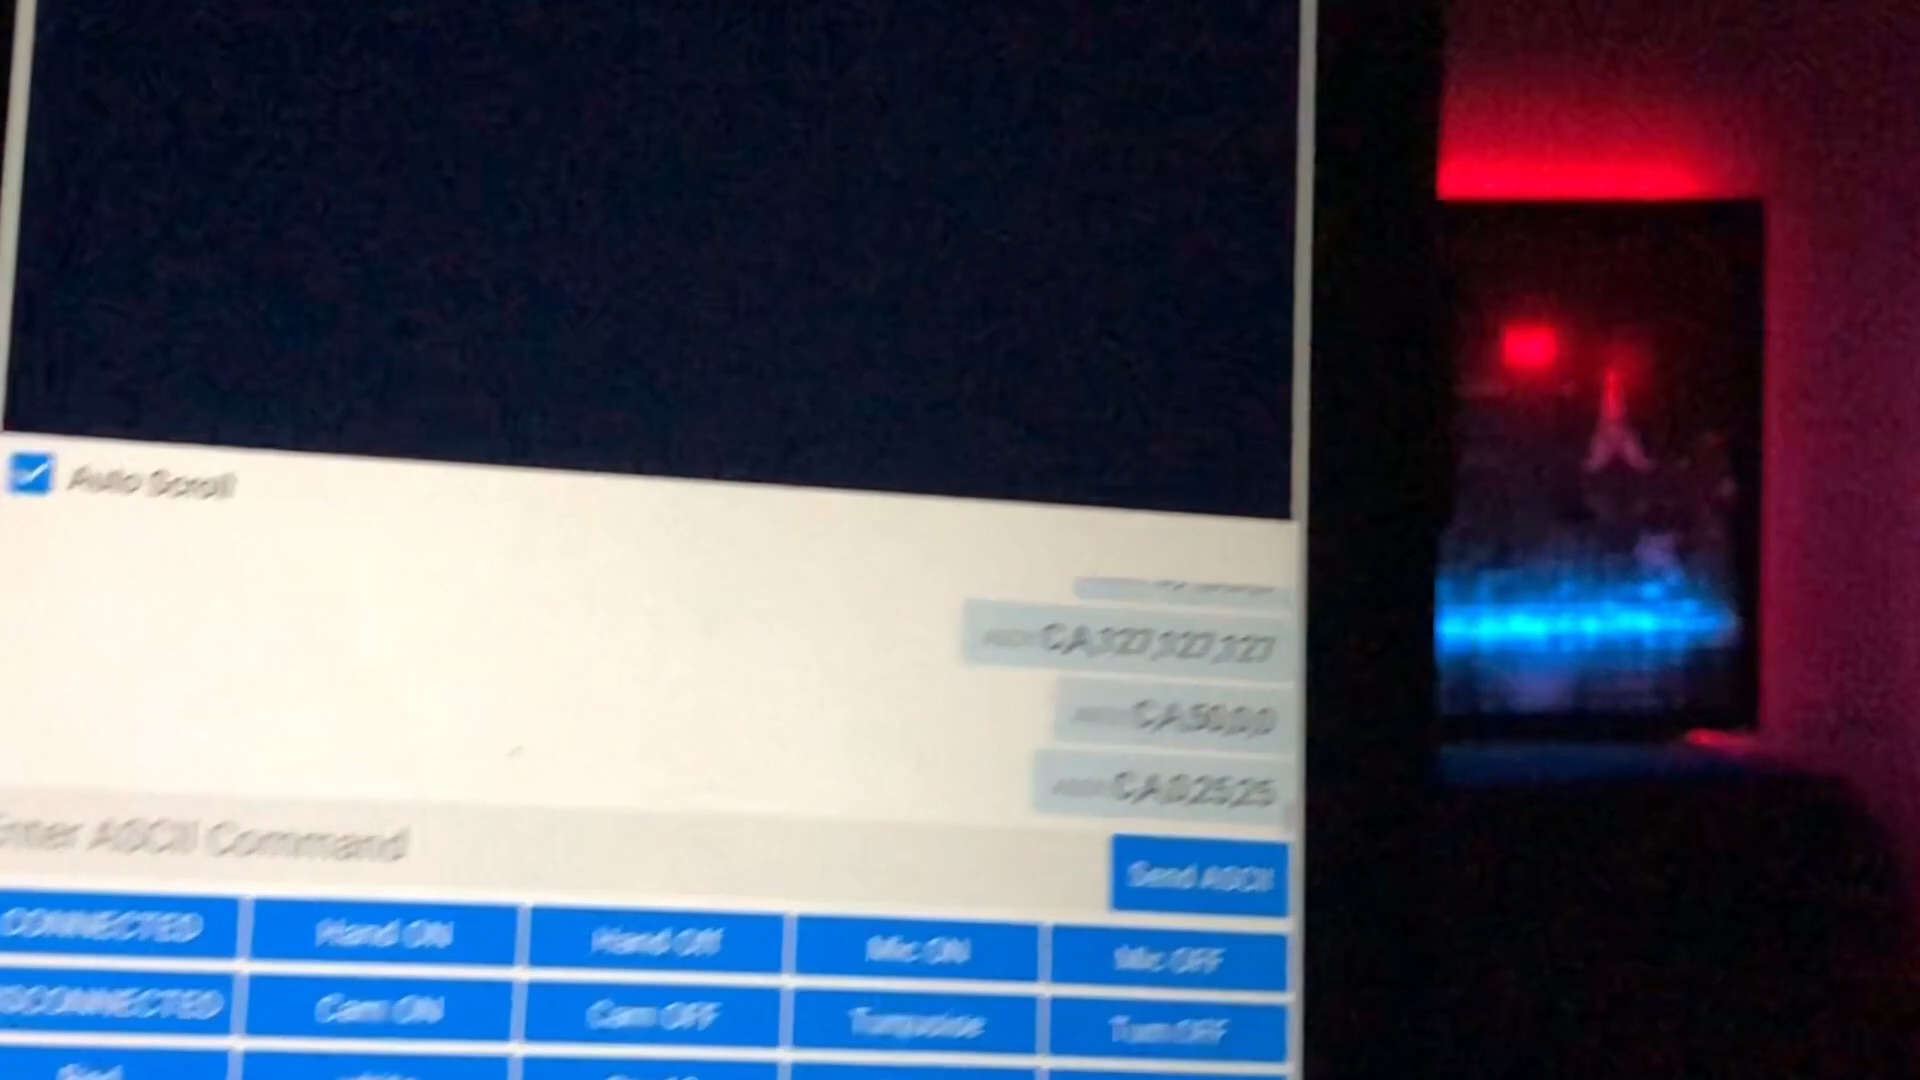 Auto Scroll
CA,127,127,127
CA,50,0,0
CA,0,25,25
Enter ASCII Command
Send ASCII
CONNECTED Hand ON Hand Off Mic ON Mic OFF
Cam ON Cam OFF Turquoise Turn OFF
Red